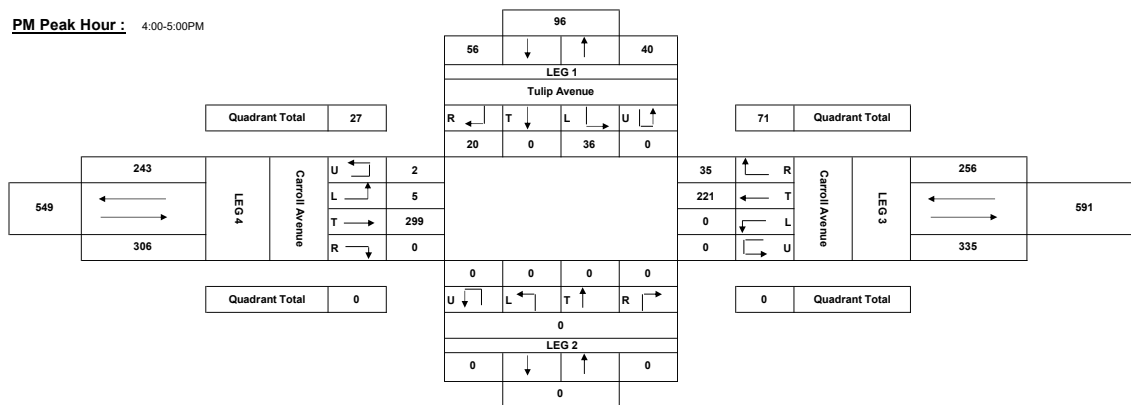 PM Peak Hour : 4:00-5:00PM
96
56 40
LEG 1
Tulip Avenue
Quadrant Total 27
R T L U
71 Quadrant Total
20 0 36 0
243
U 2
35 R
256
549
LEG 4
Carroll Avenue
L 5
221 T
Carroll Avenue
LEG 3
591
T 299
0 L
306
R 0
0 U
335
0 0 0 0
Quadrant Total 0
U L T R
0 Quadrant Total
0
LEG 2
0 0
0